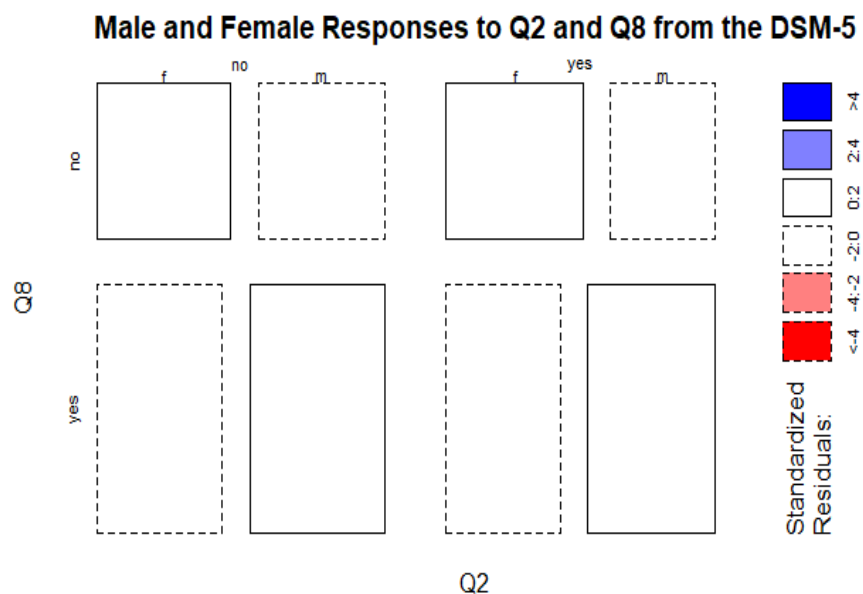 Male and Female Responses to Q2 and Q8 from the DSM-5
no yes
f m f m
no
Q8
yes
Q2
>4
2:4
0:2
-2:0
-4:-2
<-4
Standardized
Residuals: